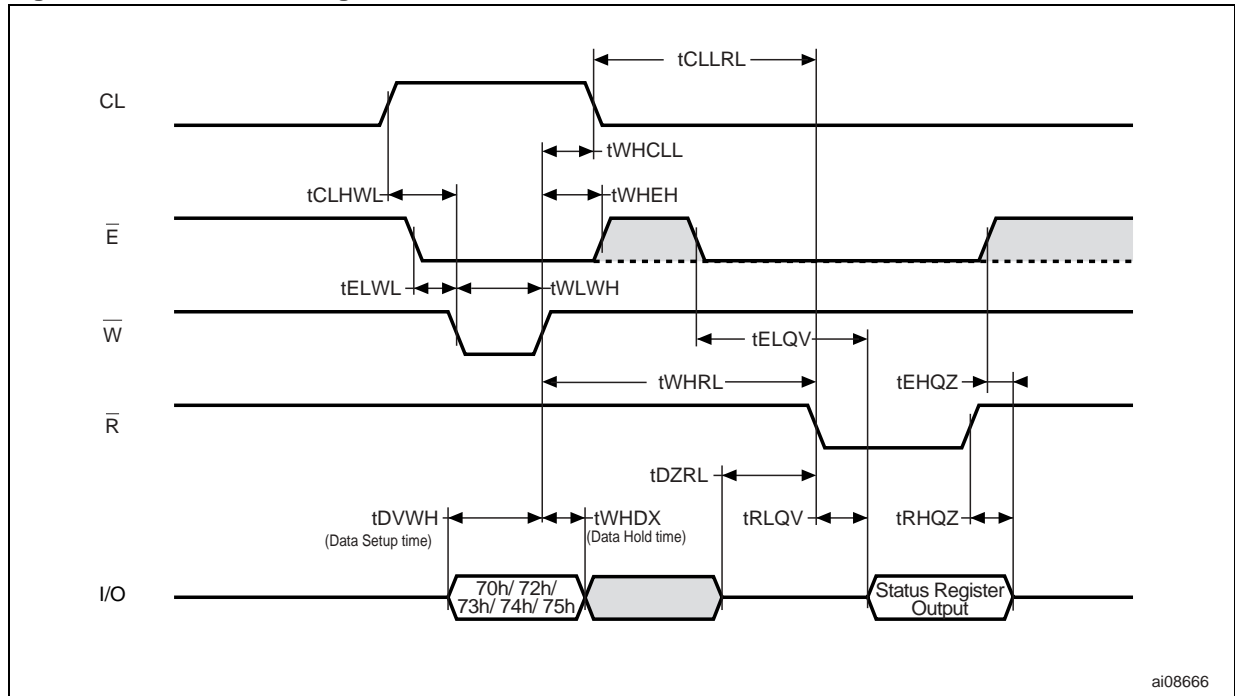 tCLLRL
CL
tWHCLL
tCLHWL
tWHEH
E
tELWL
tWLWH
W
tELQV
tWHRL
tEHQZ
R
tDZRL
tDVWH
(Data Setup time)
tWHDX
(Data Hold time)
tRLQV
tRHQZ
I/O
70h/ 72h/
73h/ 74h/ 75h
Status Register
Output
ai08666